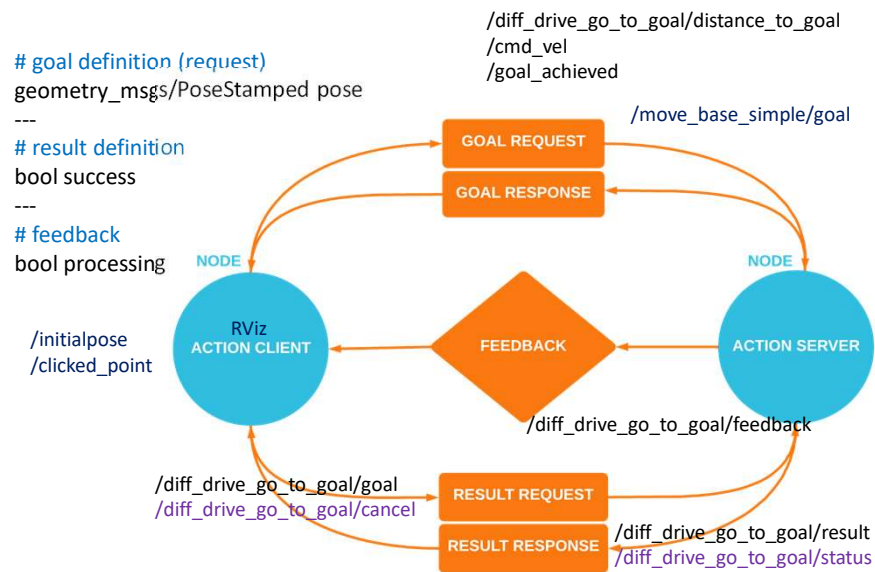 /diff_drive_go_to_goal/distance_to_goal
/cmd_vel
/goal_achieved
# goal definition (request)
geometry_msgs/PoseStamped pose
---
# result definition
bool success
---
# feedback
bool processing
/move_base_simple/goal
GOAL REQUEST
GOAL RESPONSE
NODE
NODE
/initialpose
/clicked_point
RViz
ACTION CLIENT
FEEDBACK
ACTION SERVER
/diff_drive_go_to_goal/feedback
/diff_drive_go_to_goal/goal
/diff_drive_go_to_goal/cancel
RESULT REQUEST
RESULT RESPONSE
/diff_drive_go_to_goal/result
/diff_drive_go_to_goal/status